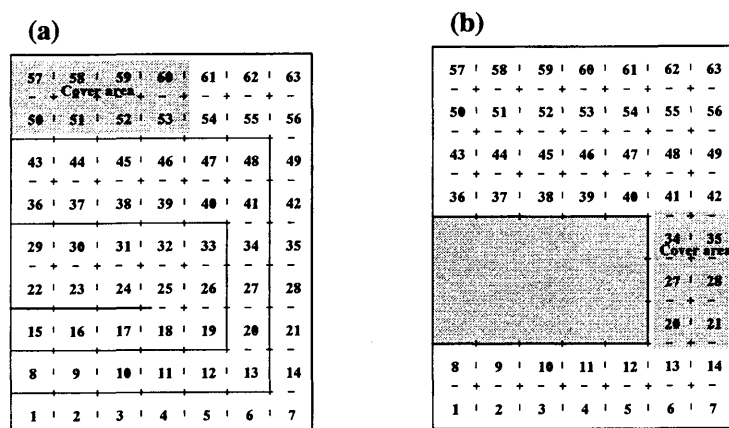 (a)
57 58 59 60 61 62 63
Cover area
50 51 52 53 54 55 56
43 44 45 46 47 48 49
36 37 38 39 40 41 42
29 30 31 32 33 34 35
22 23 24 25 26 27 28
15 16 17 18 19 20 21
8 9 10 11 12 13 14
1 2 3 4 5 6 7
(b)
57 58 59 60 61 62 63
50 51 52 53 54 55 56
43 44 45 46 47 48 49
36 37 38 39 40 41 42
34 35
Cover area
27 28
20 21
8 9 10 11 12 13 14
1 2 3 4 5 6 7